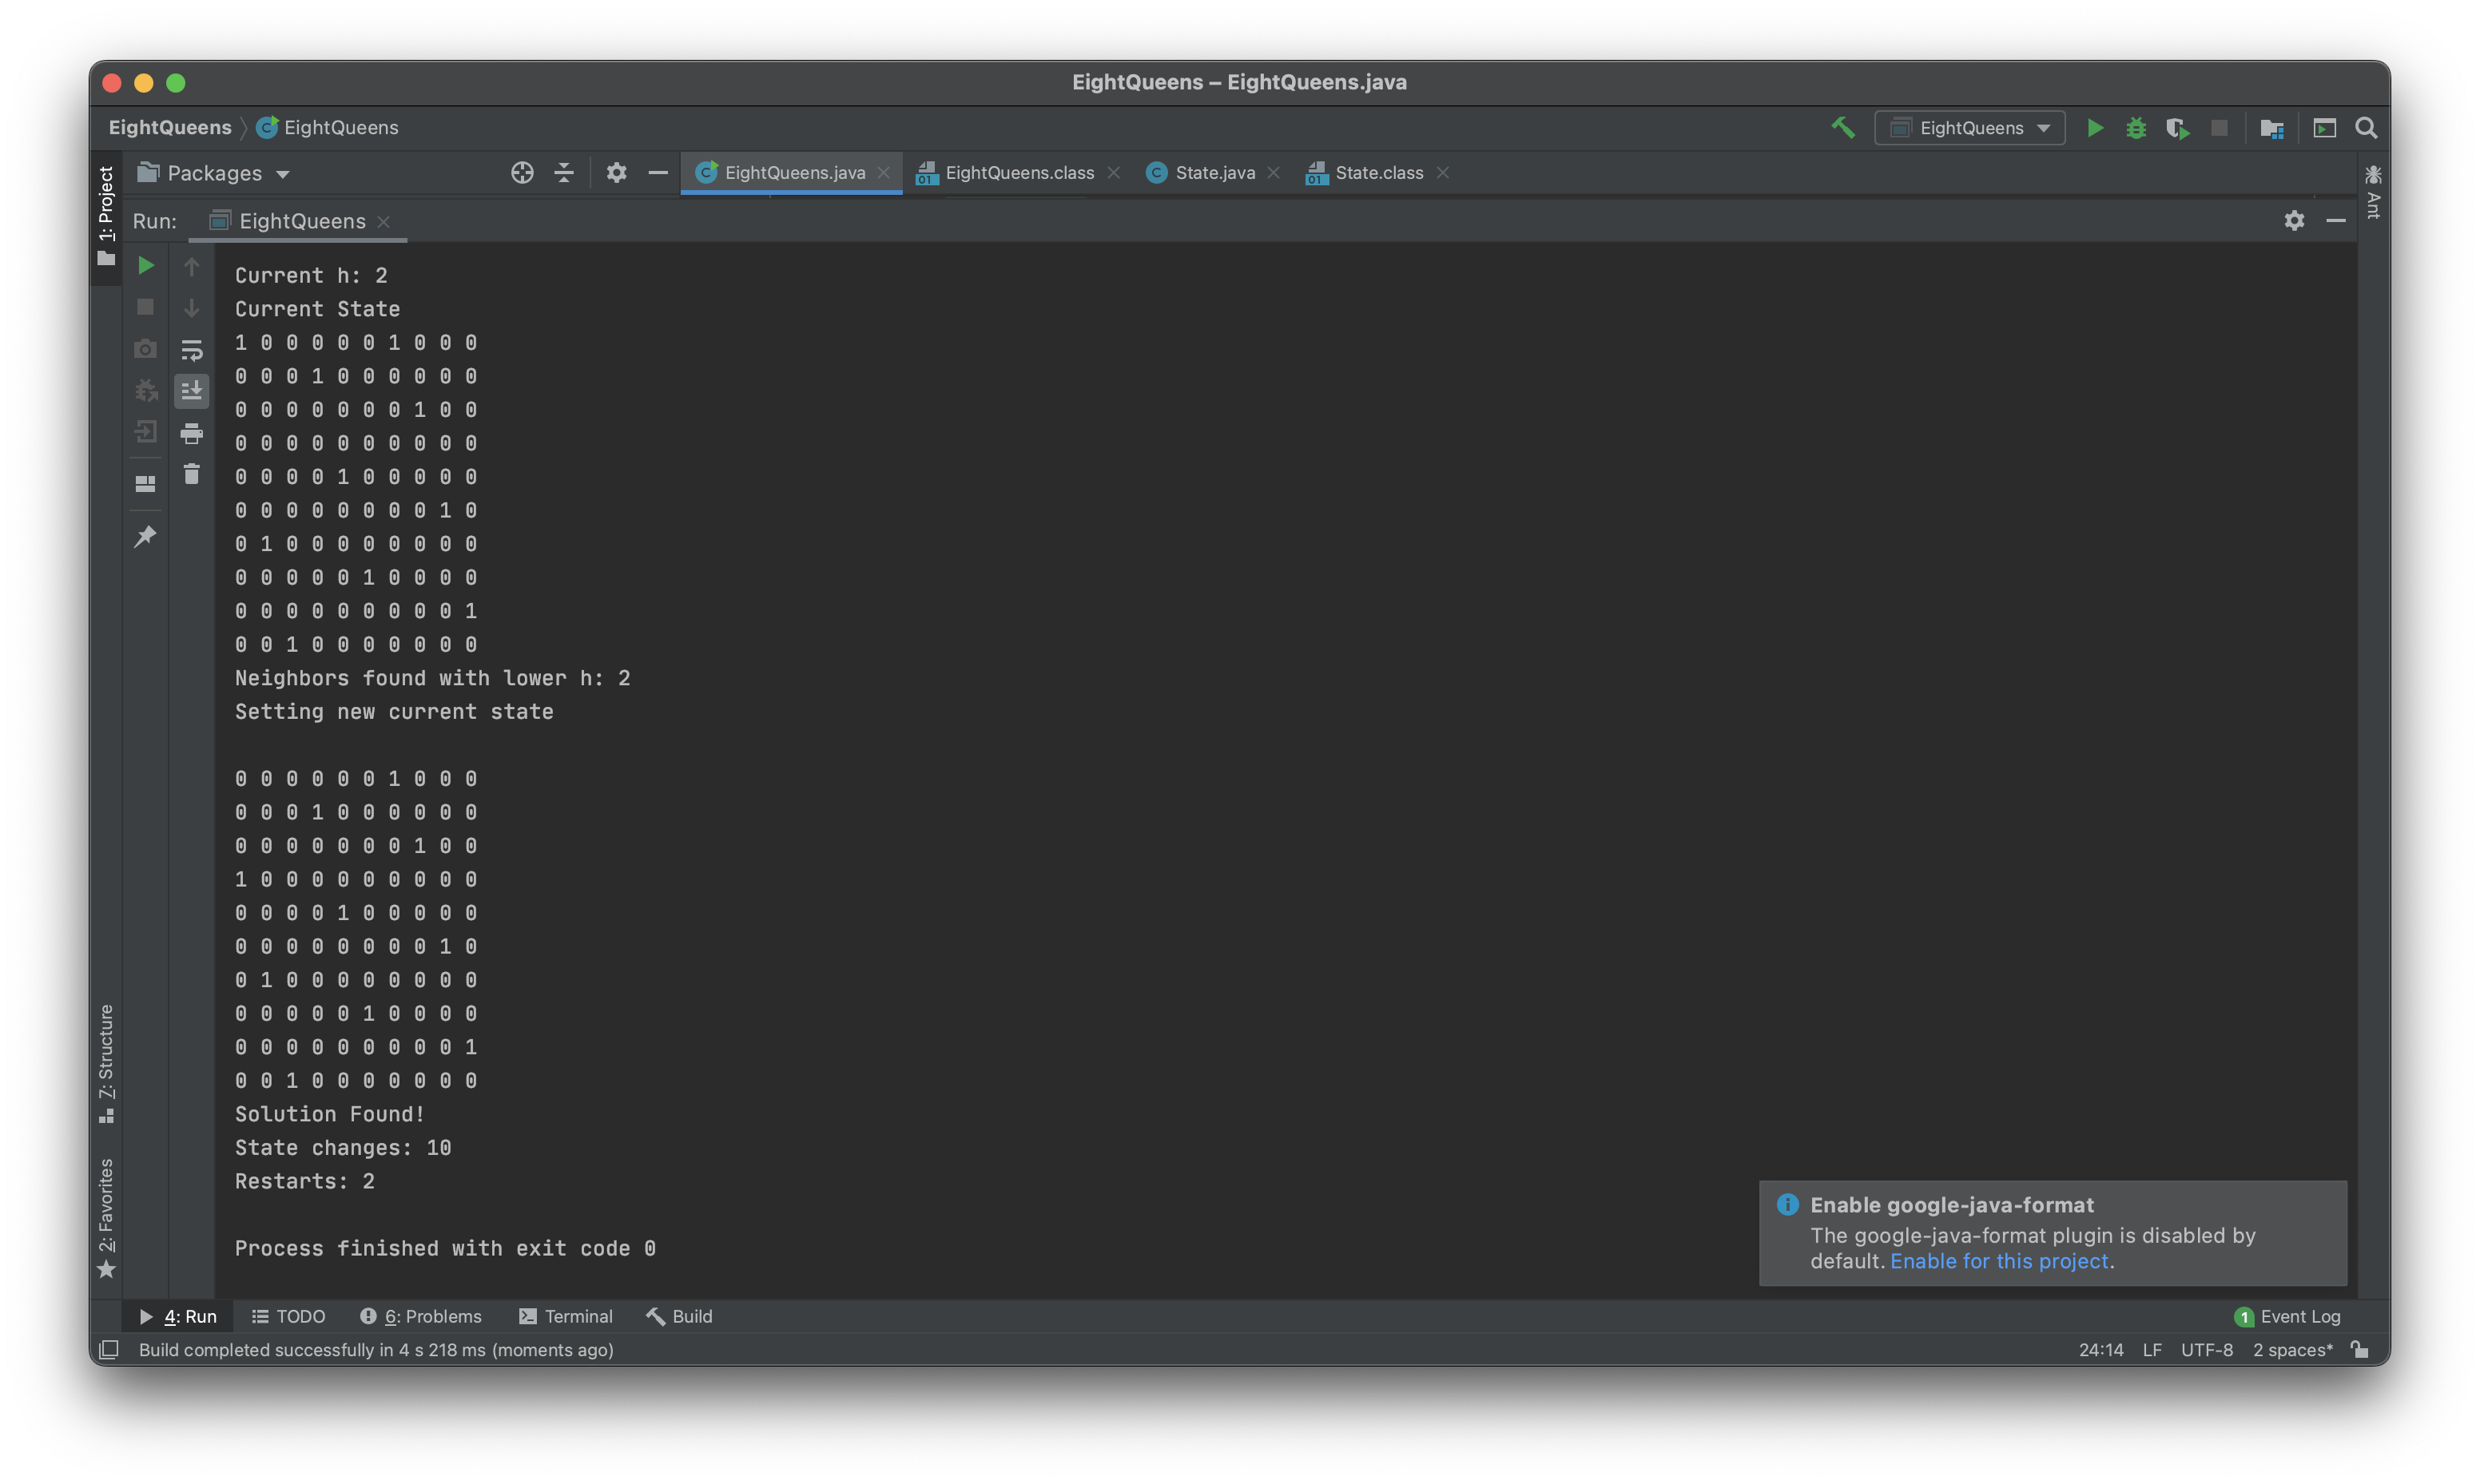 EightQueens – EightQueens.java
EightQueens EightQueens
EightQueens
1: Project
Packages
EightQueens.java
EightQueens.class
State.java
State.class
Ant
Run: EightQueens
Current h: 2
Current State
1 0 0 0 0 0 1 0 0 0
0 0 0 1 0 0 0 0 0 0
0 0 0 0 0 0 0 1 0 0
0 0 0 0 0 0 0 0 0 0
0 0 0 0 1 0 0 0 0 0
0 0 0 0 0 0 0 0 1 0
0 1 0 0 0 0 0 0 0 0
0 0 0 0 0 1 0 0 0 0
0 0 0 0 0 0 0 0 0 1
0 0 1 0 0 0 0 0 0 0
Neighbors found with lower h: 2
Setting new current state
0 0 0 0 0 0 1 0 0 0
0 0 0 1 0 0 0 0 0 0
0 0 0 0 0 0 0 1 0 0
1 0 0 0 0 0 0 0 0 0
0 0 0 0 1 0 0 0 0 0
0 0 0 0 0 0 0 0 1 0
0 1 0 0 0 0 0 0 0 0
0 0 0 0 0 1 0 0 0 0
0 0 0 0 0 0 0 0 0 1
0 0 1 0 0 0 0 0 0 0
Solution Found!
State changes: 10
Restarts: 2
Process finished with exit code 0
7: Structure
2: Favorites
Enable google-java-format
The google-java-format plugin is disabled by
default. Enable for this project.
4: Run TODO 6: Problems Terminal Build
1 Event Log
Build completed successfully in 4 s 218 ms (moments ago)
24:14 LF UTF-8 2 spaces*